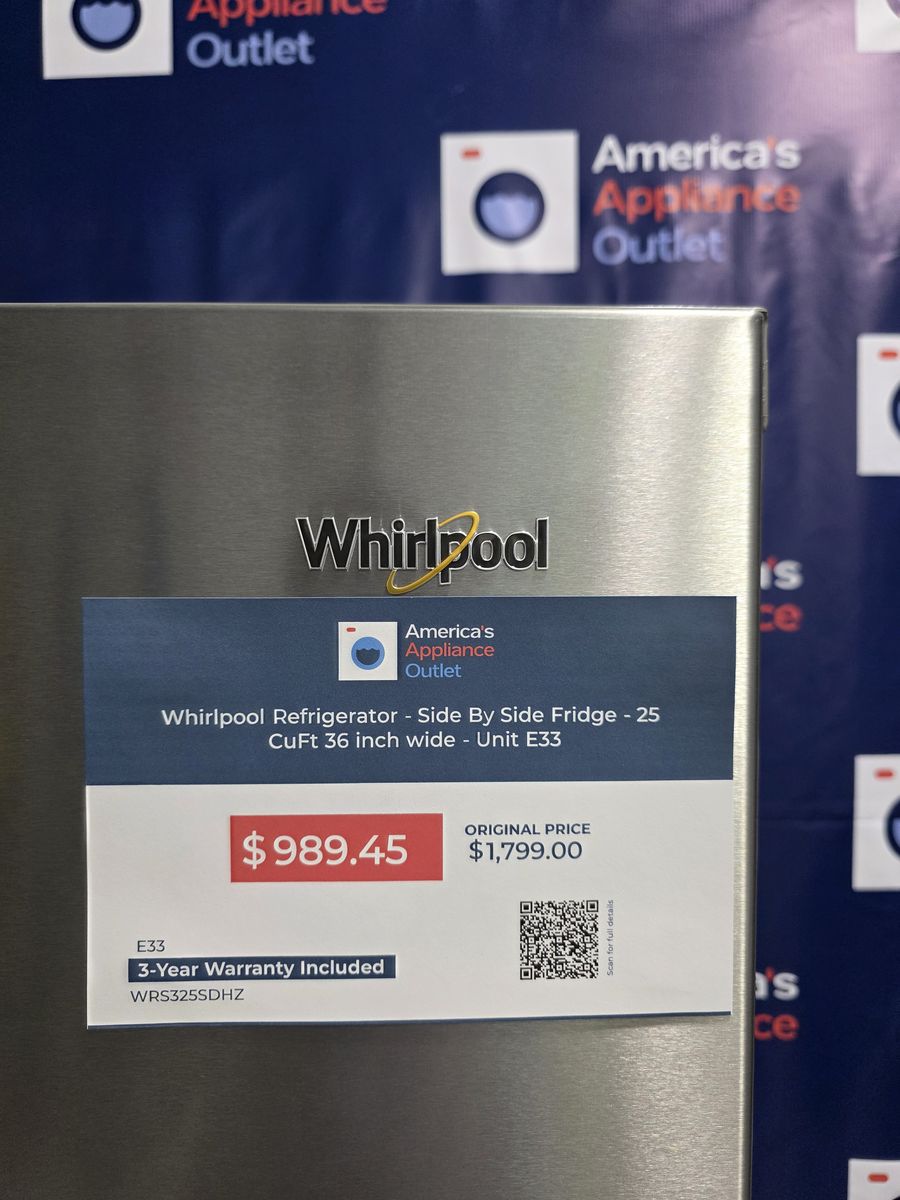 Appliance
Outlet
America's
Appliance
Outlet
Whirlpool
America's
Appliance
Outlet
Whirlpool Refrigerator - Side By Side Fridge - 25
CuFt 36 inch wide - Unit E33
$989.45
ORIGINAL PRICE
$1,799.00
Scan for full details
E33
3-Year Warranty Included
WRS325SDHZ
a's
ce
a's
ce